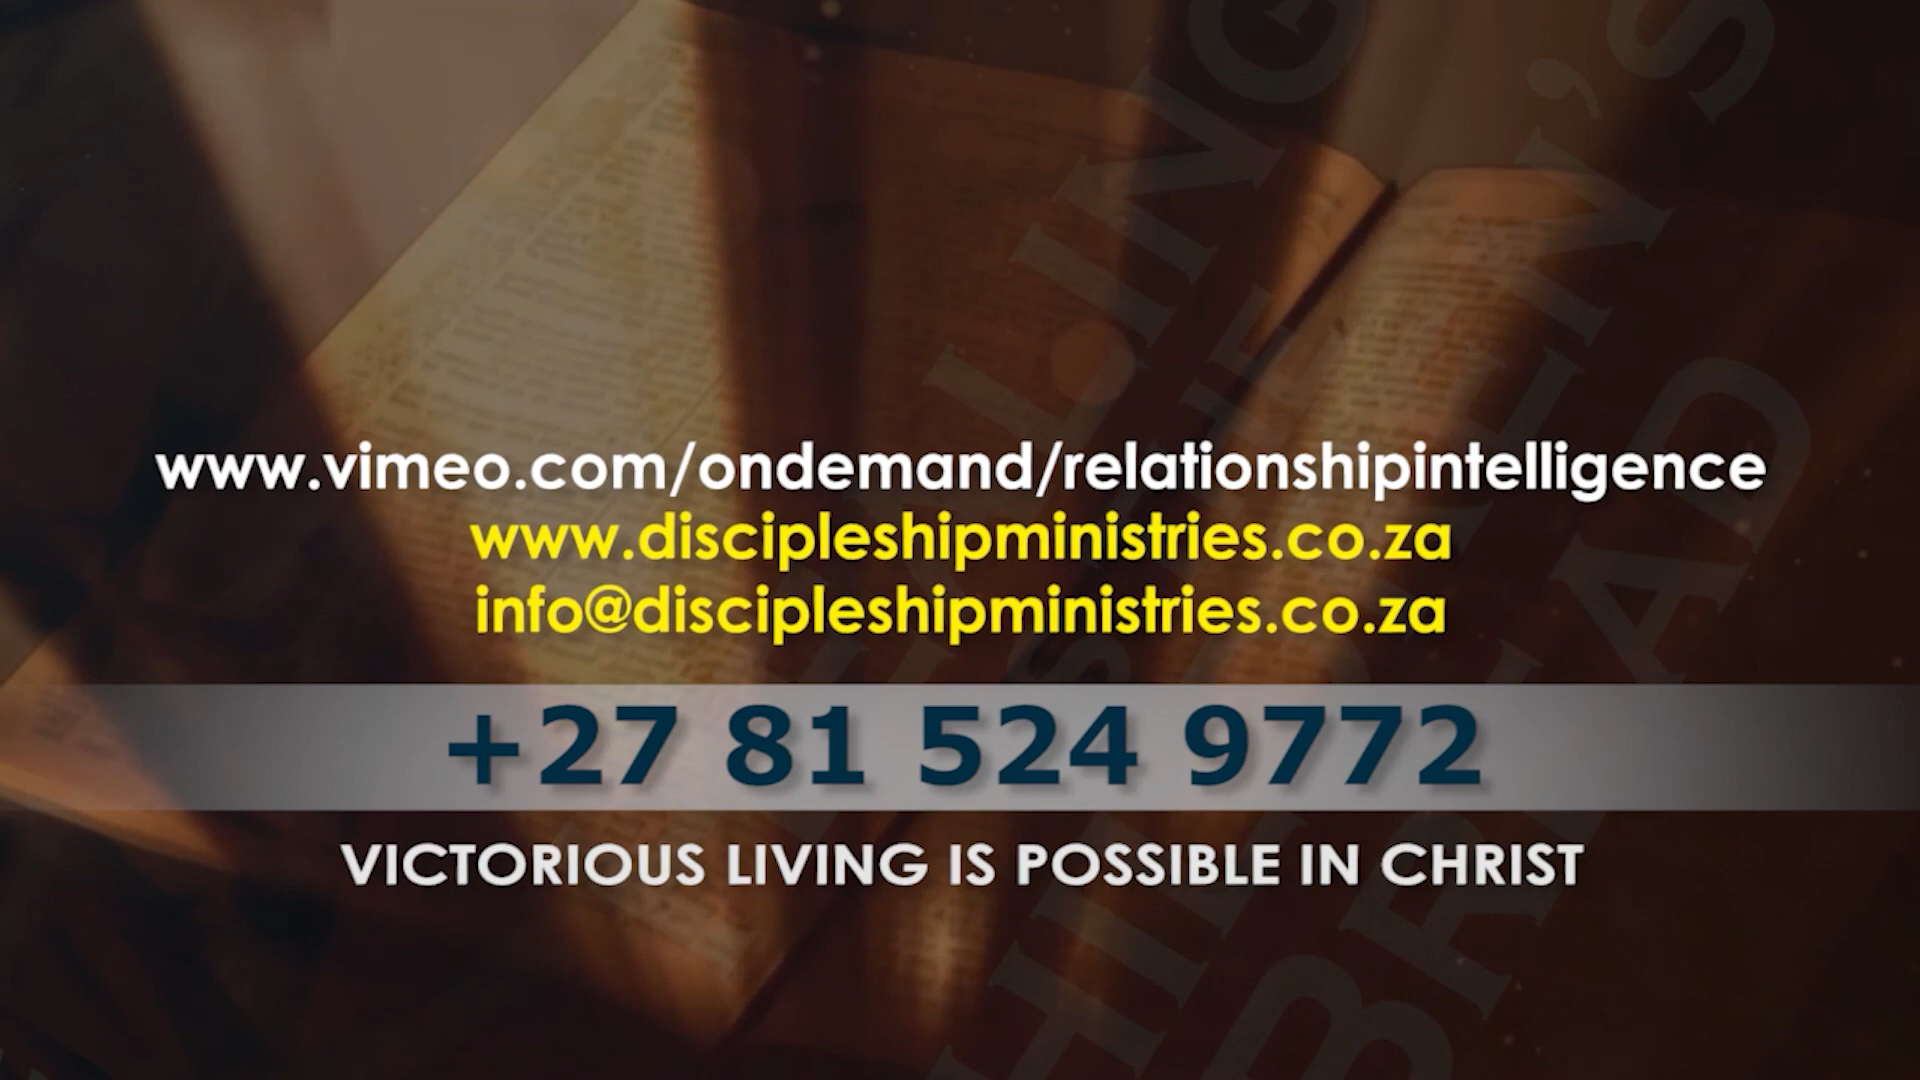 www.vimeo.com/ondemand/relationshipintelligence
www.discipleshipministries.co.za
info@discipleshipministries.co.za
+27 81 524 9772
VICTORIOUS LIVING IS POSSIBLE IN CHRIST